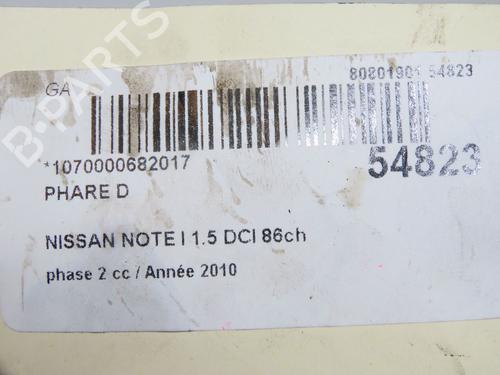 GA
80801901 54823
*1070000682017
54823
PHARE D
NISSAN NOTE I 1.5 DCI 86ch
phase 2 cc / Année 2010
B-PARTS